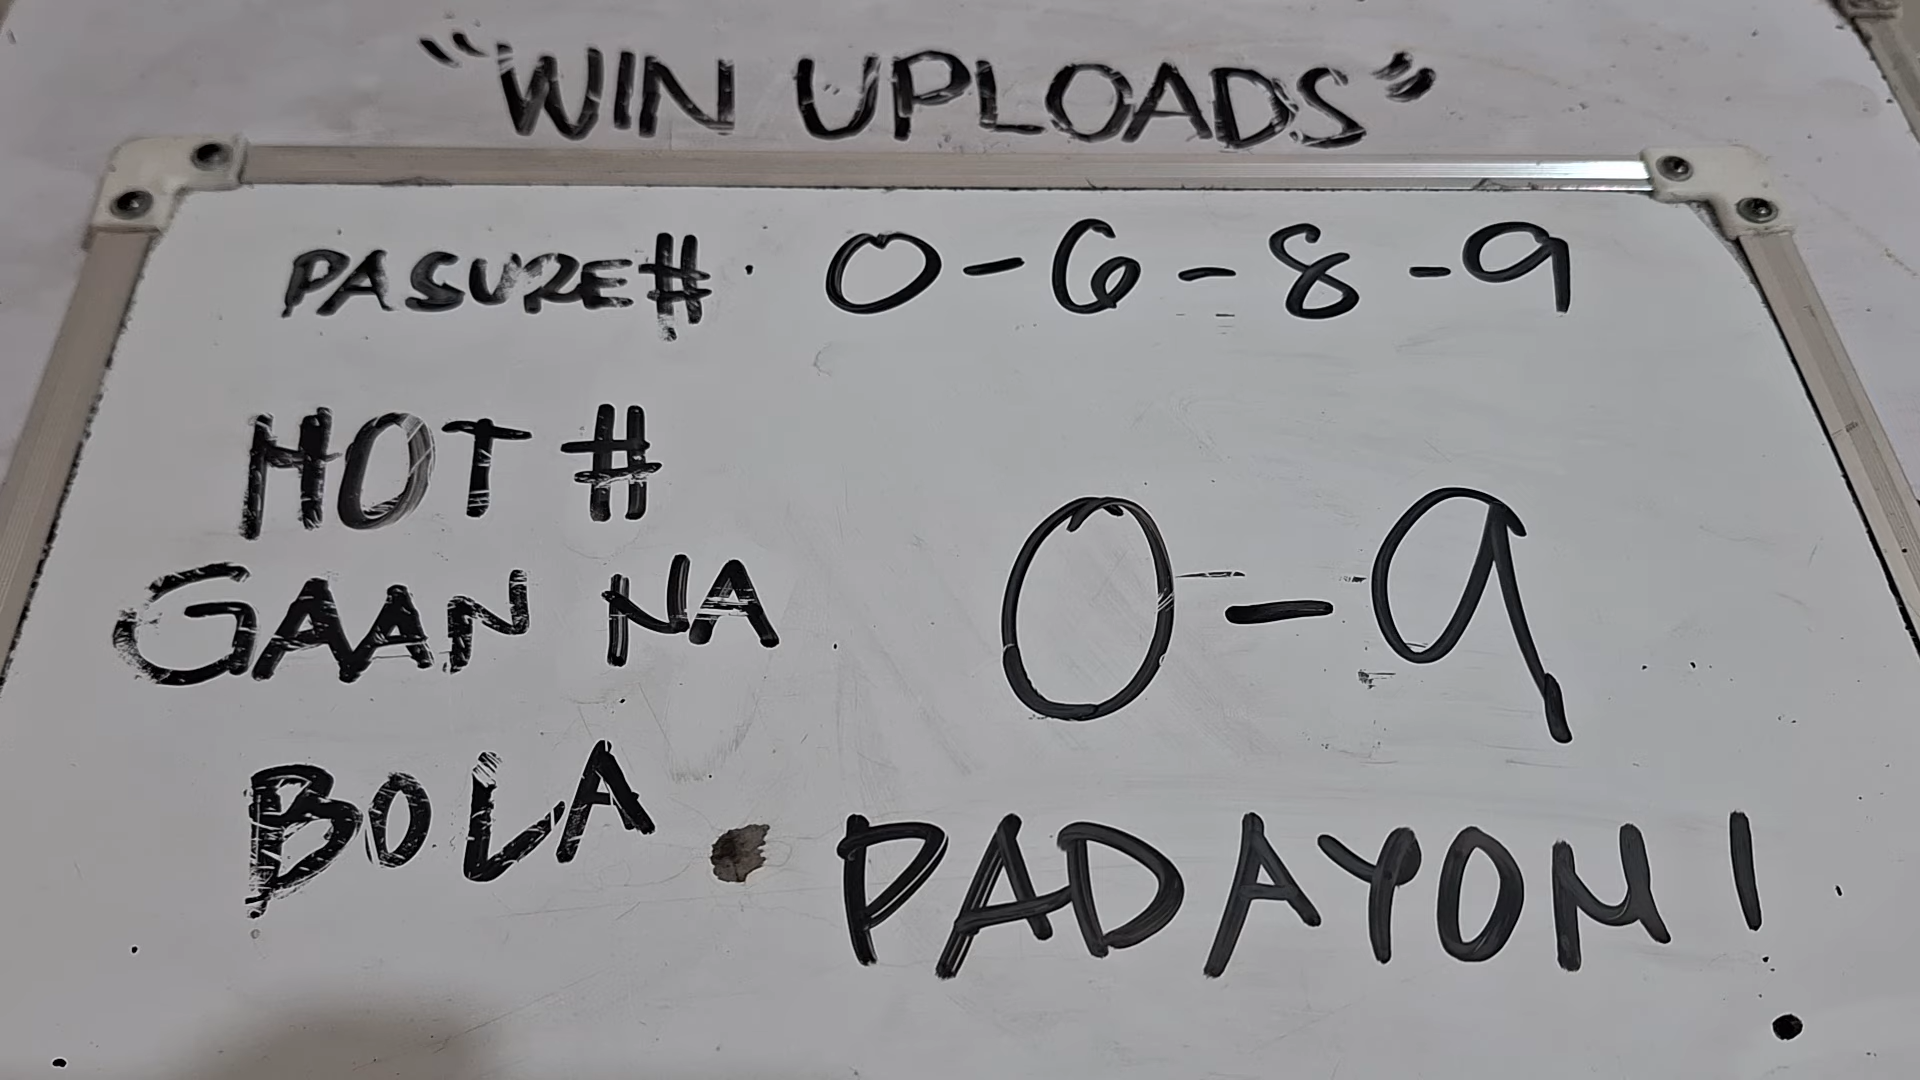 "WIN UPLOADS"
PASURE# 0-6-8-9
HOT #
GAAN NA
BOLA
0-9
PADAYON!